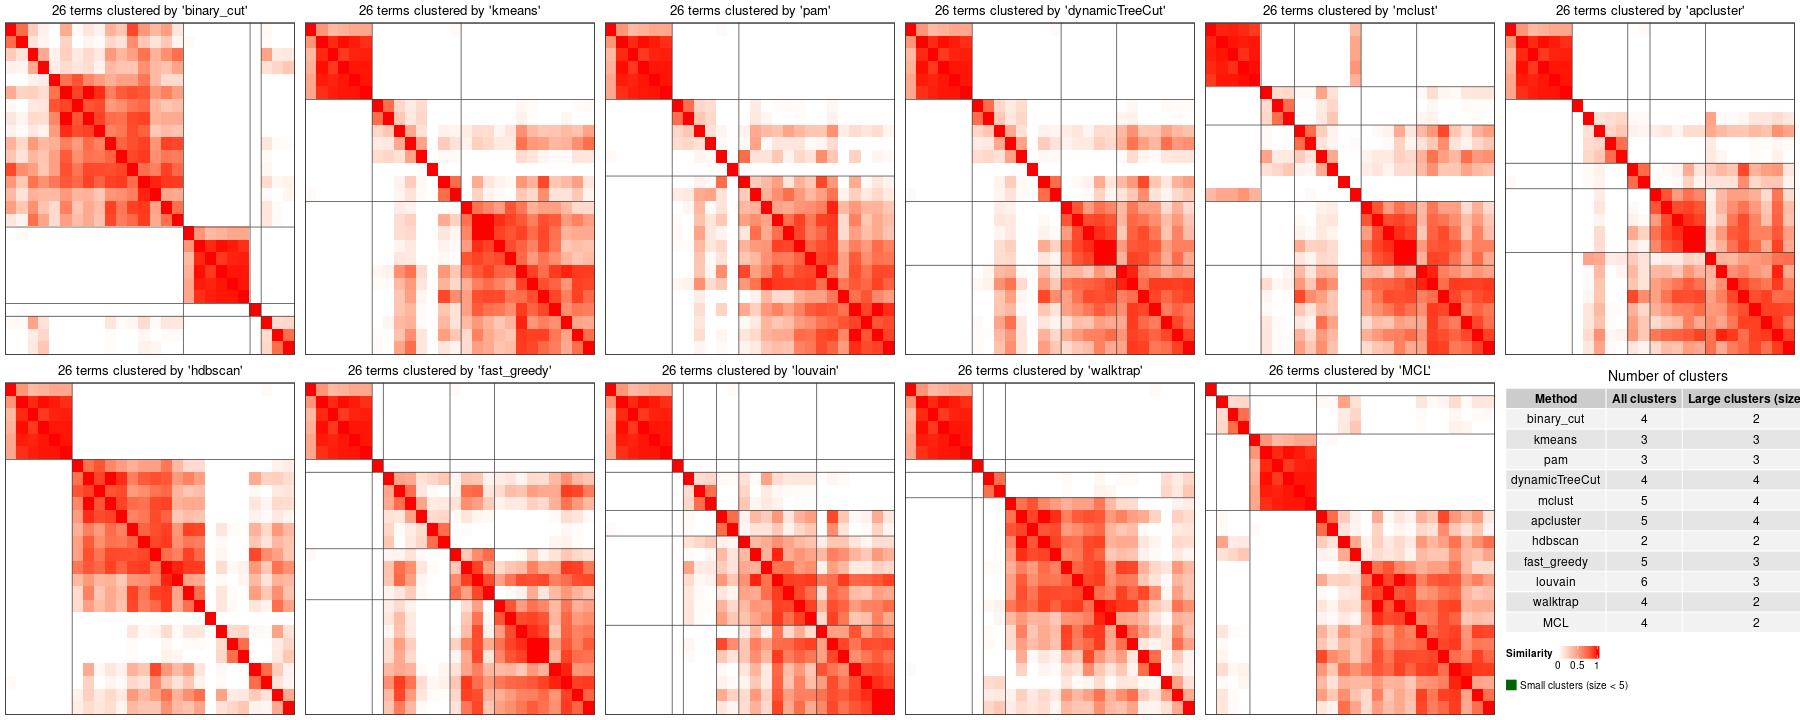 26 terms clustered by 'binary_cut'
26 terms clustered by 'kmeans'
26 terms clustered by 'pam'
26 terms clustered by 'dynamicTreeCut'
26 terms clustered by 'mclust'
26 terms clustered by 'apcluster'
26 terms clustered by 'hdbscan'
26 terms clustered by 'fast_greedy'
26 terms clustered by 'louvain'
26 terms clustered by 'walktrap'
26 terms clustered by 'MCL'
Number of clusters
Method All clusters Large clusters (size
binary_cut 4 2
kmeans 3 3
pam 3 3
dynamicTreeCut 4 4
mclust 5 4
apcluster 5 4
hdbscan 2 2
fast_greedy 5 3
louvain 6 3
walktrap 4 2
MCL 4 2
Similarity
0 0.5 1
Small clusters (size < 5)